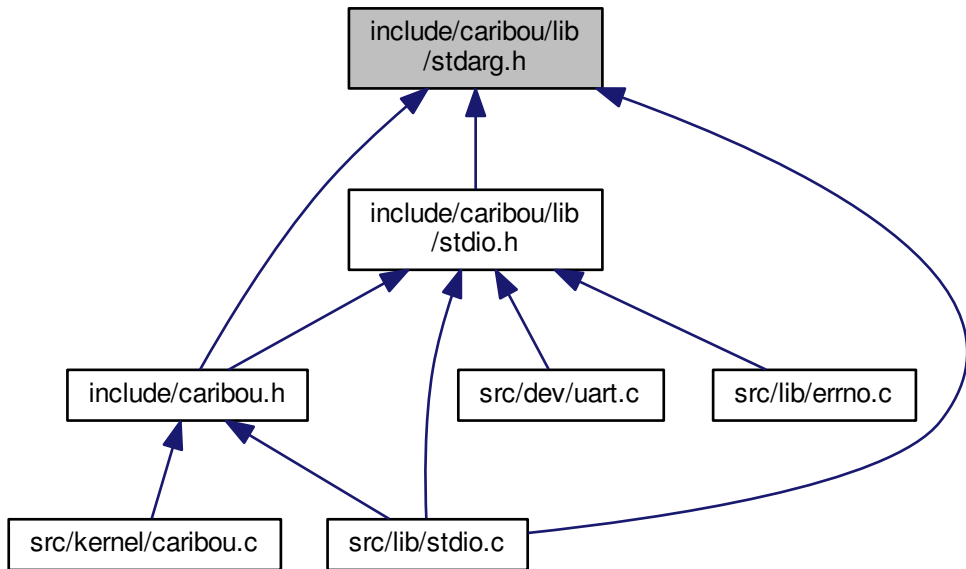 include/caribou/lib
/stdarg.h
include/caribou/lib
/stdio.h
include/caribou.h
src/dev/uart.c
src/lib/errno.c
src/kernel/caribou.c
src/lib/stdio.c